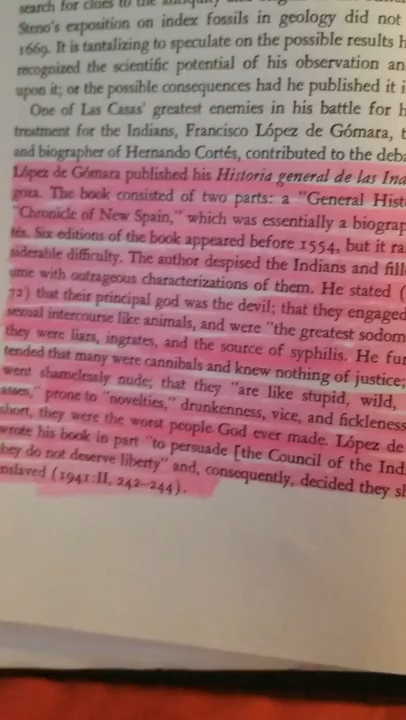 search for clues to the
Steno's exposition on index fossils in geology did not
1669. It is tantalizing to speculate on the possible results
recognized the scientific potential of his observation an
upon it; or the possible consequences had he published it i
One of Las Casas' greatest enemies in his battle for
treatment for the Indians, Francisco López de Gómara,
and biographer of Hernando Cortés, contributed to the deba
López de Gómara published his Historia general de las Ind
goza. The book consisted of two parts: a "General Hist
"Chronicle of New Spain," which was essentially a biograp
tés. Six editions of the book appeared before 1554, but it ra
siderable difficulty. The author despised the Indians and fill
ume with outrageous characterizations of them. He stated (
72) that their principal god was the devil; that they engaged
sexual intercourse like animals, and were "the greatest sodom
they were liars, ingrates, and the source of syphilis. He fur
tended that many were cannibals and knew nothing of justice;
went shamelessly nude; that they "are like stupid, wild,
asses," prone to "novelties," drunkenness, vice, and fickleness
short, they were the worst people God ever made. López de
wrote his book in part "to persuade [the Council of the Ind
hey do not deserve liberty" and, consequently, decided they s
nslaved (1941:II, 242–244).